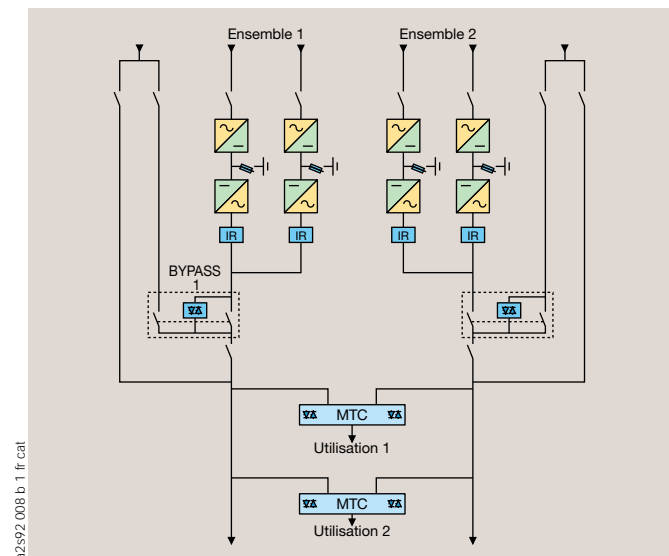 Ensemble 1 Ensemble 2
IR IR IR IR
BYPASS
1
MTC
Utilisation 1
MTC
Utilisation 2
a2s92 008 b 1 fr cat